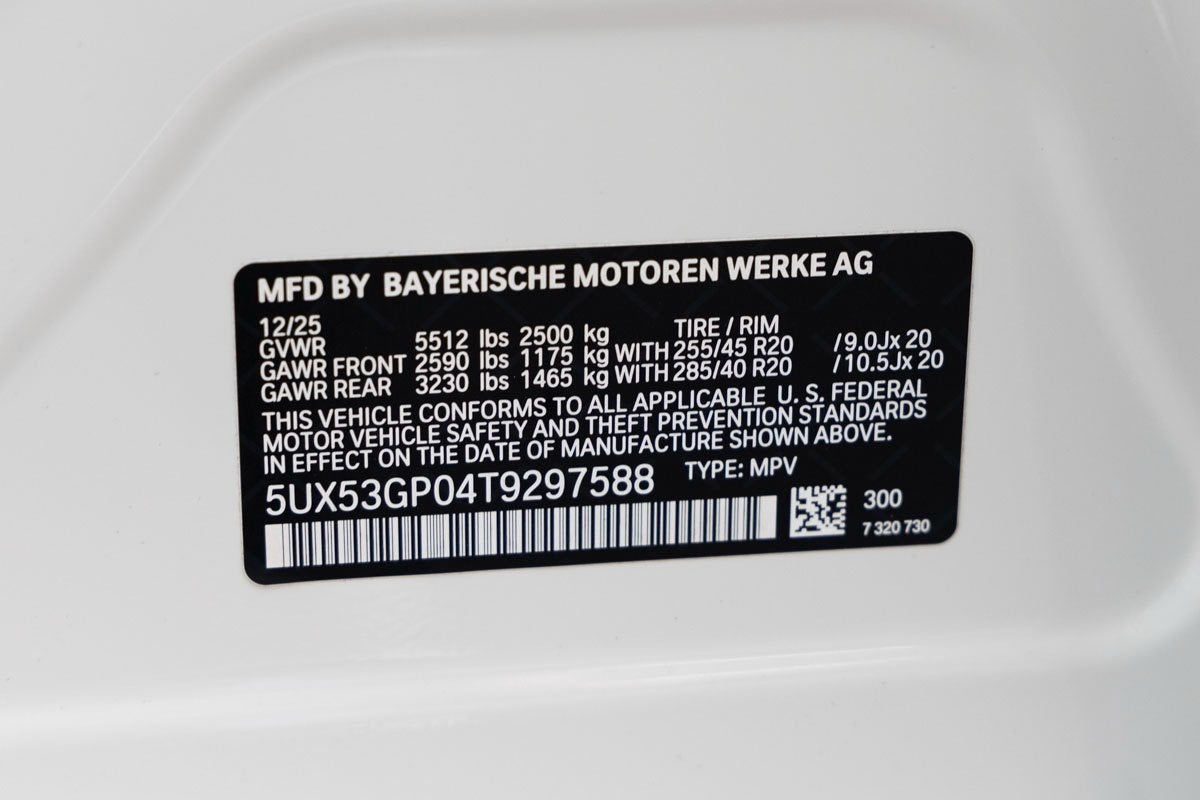 MFD BY BAYERISCHE MOTOREN WERKE AG
12/25 TIRE / RIM
GVWR 5512 lbs 2500 kg
GAWR FRONT 2590 lbs 1175 kg WITH 255/45 R20 /9.0Jx 20
GAWR REAR 3230 lbs 1465 kg WITH 285/40 R20 /10.5Jx 20
THIS VEHICLE CONFORMS TO ALL APPLICABLE U. S. FEDERAL
MOTOR VEHICLE SAFETY AND THEFT PREVENTION STANDARDS
IN EFFECT ON THE DATE OF MANUFACTURE SHOWN ABOVE.
5UX53GP04T9297588 TYPE: MPV
300
7 320 730